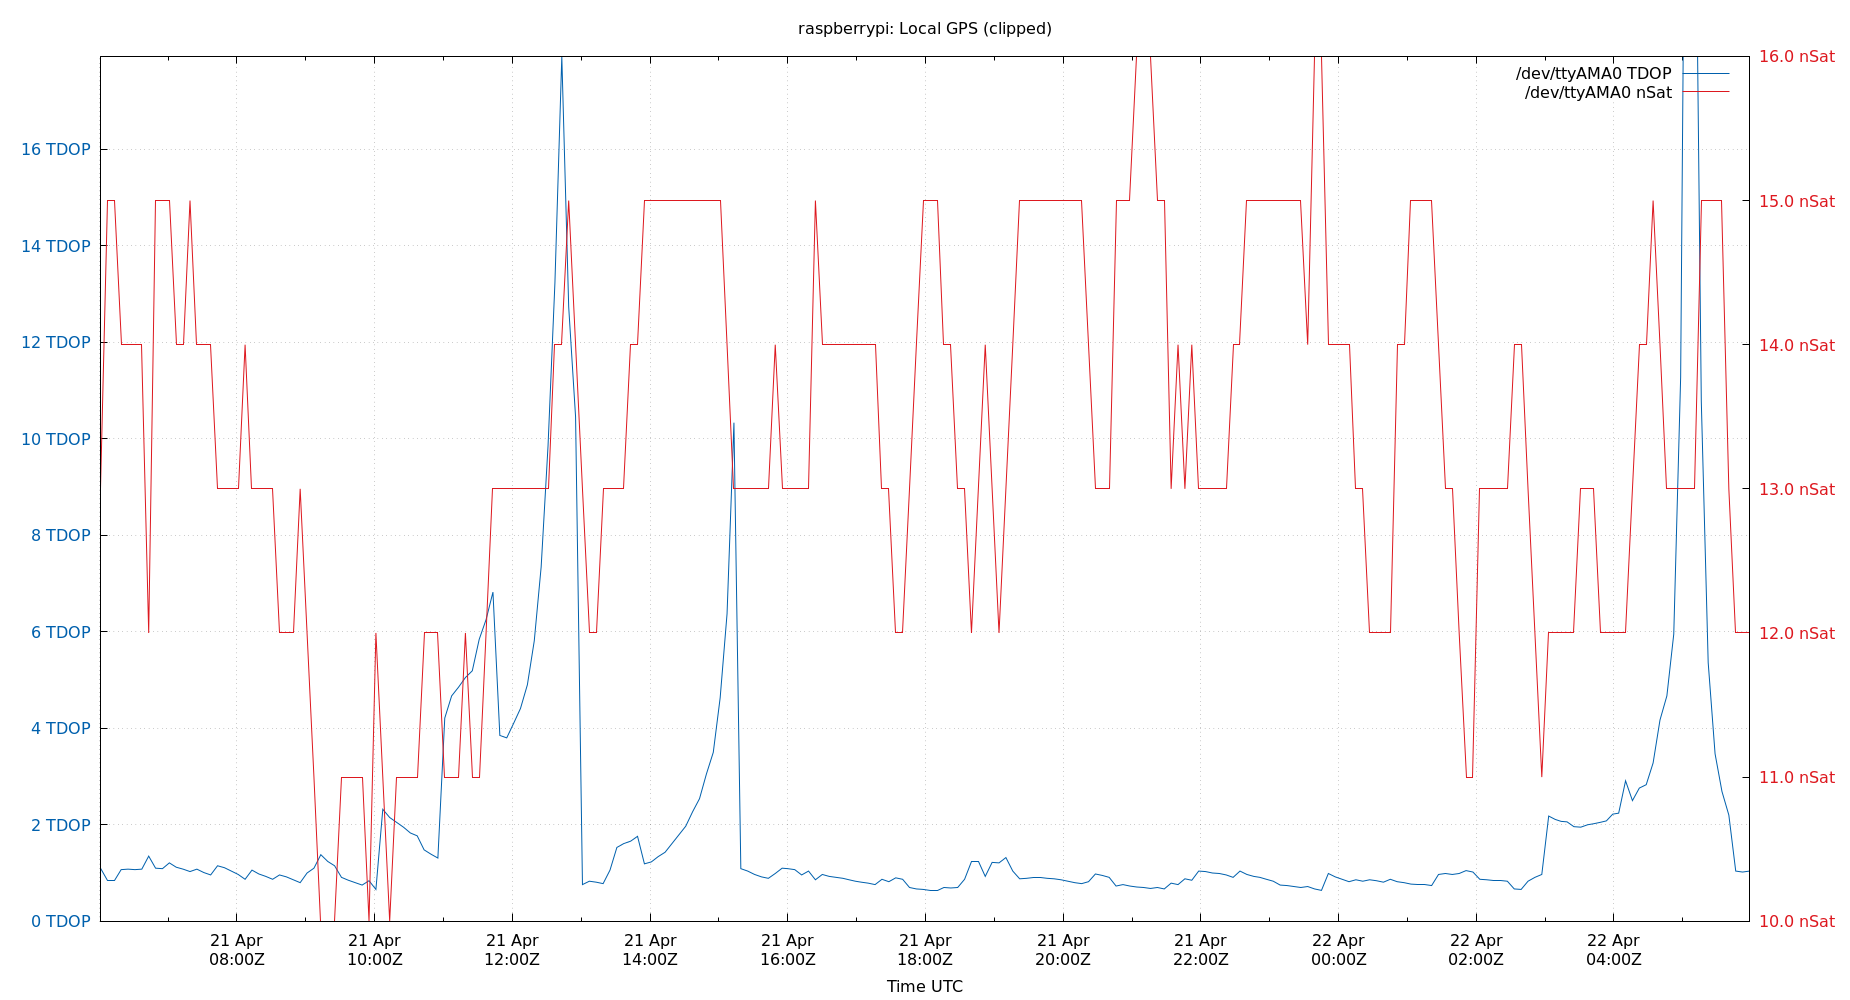 raspberrypi: Local GPS (clipped)
/dev/ttyAMA0 TDOP
/dev/ttyAMA0 nSat
16 TDOP
14 TDOP
12 TDOP
10 TDOP
8 TDOP
6 TDOP
4 TDOP
2 TDOP
0 TDOP
16.0 nSat
15.0 nSat
14.0 nSat
13.0 nSat
12.0 nSat
11.0 nSat
10.0 nSat
21 Apr
08:00Z
21 Apr
10:00Z
21 Apr
12:00Z
21 Apr
14:00Z
21 Apr
16:00Z
21 Apr
18:00Z
21 Apr
20:00Z
21 Apr
22:00Z
22 Apr
00:00Z
22 Apr
02:00Z
22 Apr
04:00Z
Time UTC